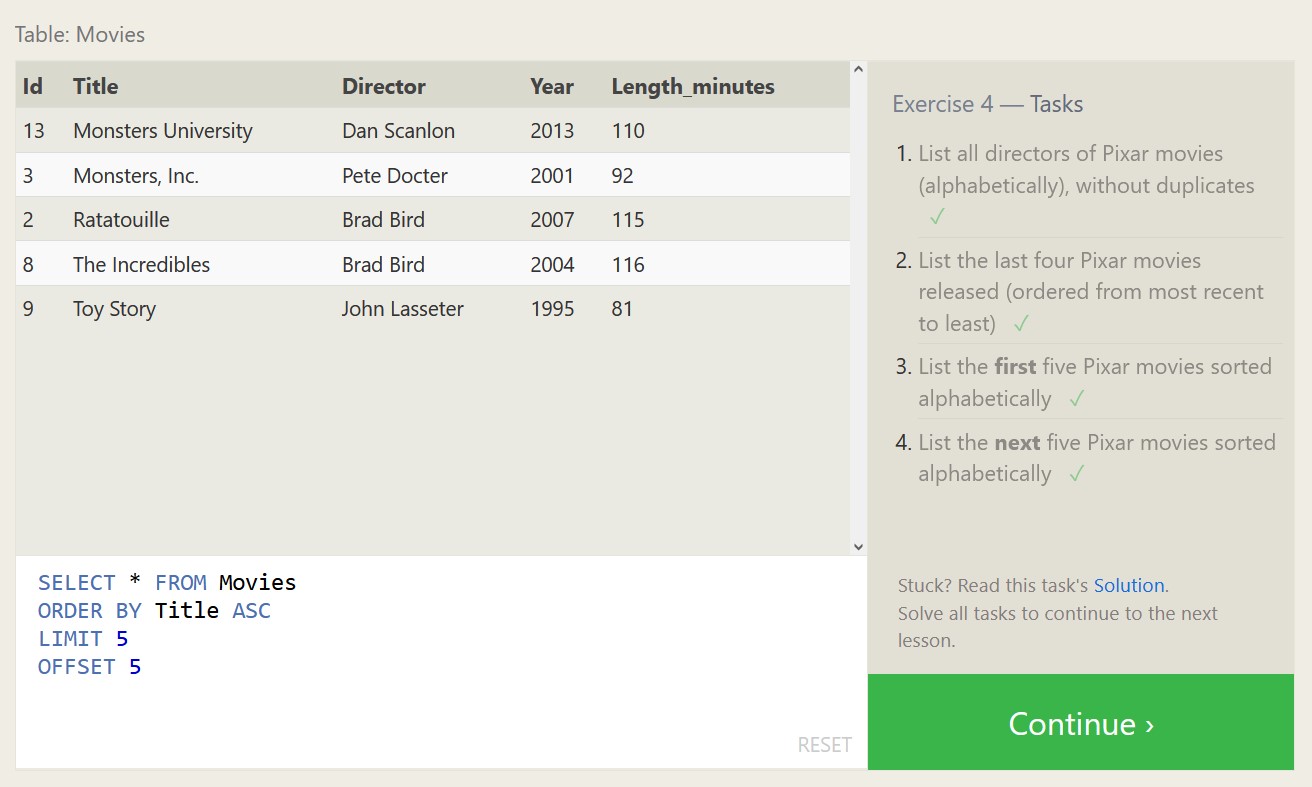 Table: Movies
Id Title Director Year Length_minutes
13 Monsters University Dan Scanlon 2013 110
3 Monsters, Inc. Pete Docter 2001 92
2 Ratatouille Brad Bird 2007 115
8 The Incredibles Brad Bird 2004 116
9 Toy Story John Lasseter 1995 81
SELECT * FROM Movies
ORDER BY Title ASC
LIMIT 5
OFFSET 5
RESET
Exercise 4 — Tasks
1. List all directors of Pixar movies
(alphabetically), without duplicates
✓
2. List the last four Pixar movies
released (ordered from most recent
to least) ✓
3. List the first five Pixar movies sorted
alphabetically ✓
4. List the next five Pixar movies sorted
alphabetically ✓
Stuck? Read this task's Solution.
Solve all tasks to continue to the next
lesson.
Continue ›